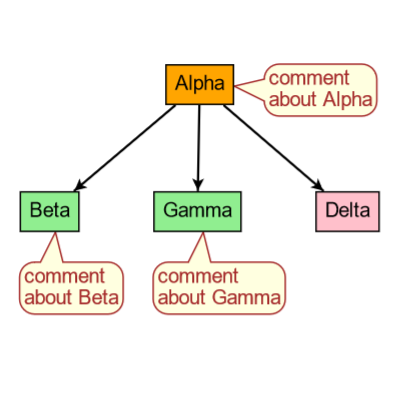 Alpha
comment
about Alpha
Beta
Gamma
Delta
comment
about Beta
comment
about Gamma